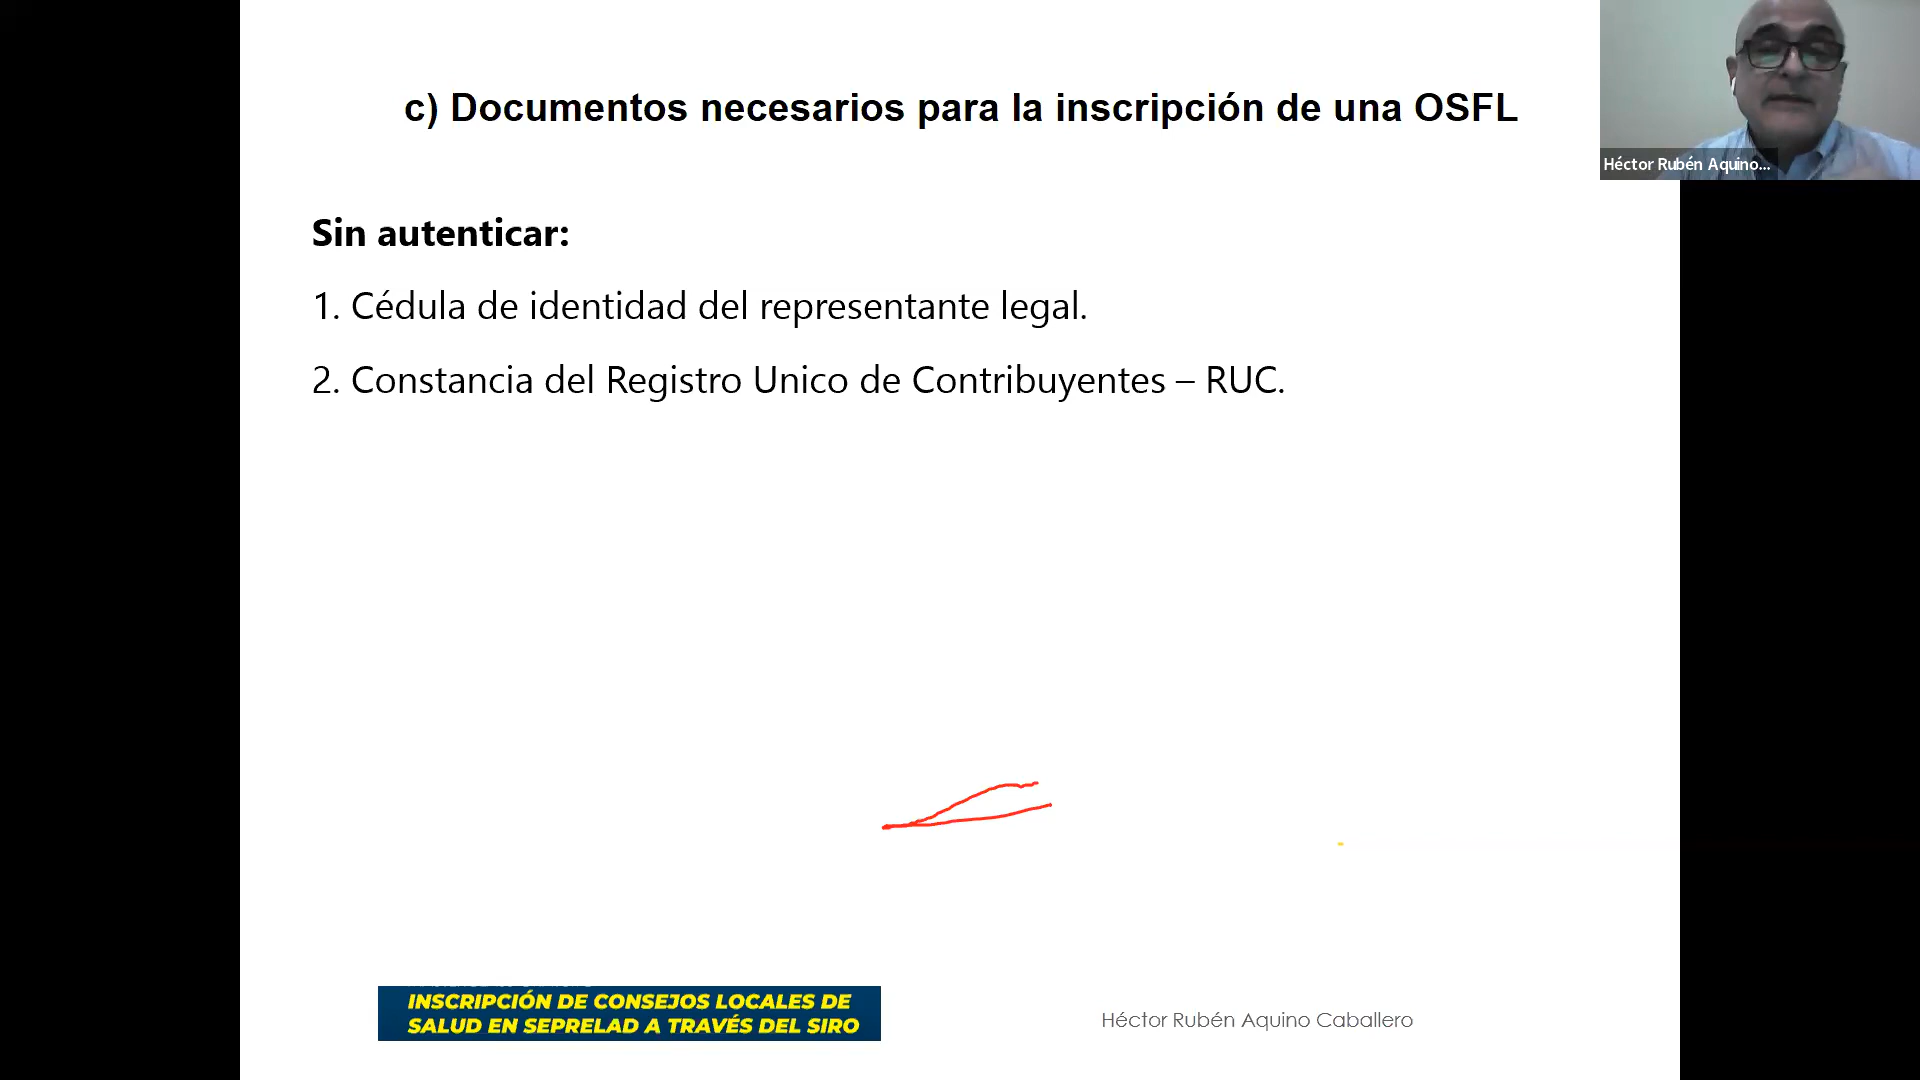 c) Documentos necesarios para la inscripción de una OSFL
Héctor Rubén Aquino...
Sin autenticar:
1. Cédula de identidad del representante legal.
2. Constancia del Registro Unico de Contribuyentes – RUC.
INSCRIPCIÓN DE CONSEJOS LOCALES DE
SALUD EN SEPRELAD A TRAVÉS DEL SIRO
Héctor Rubén Aquino Caballero